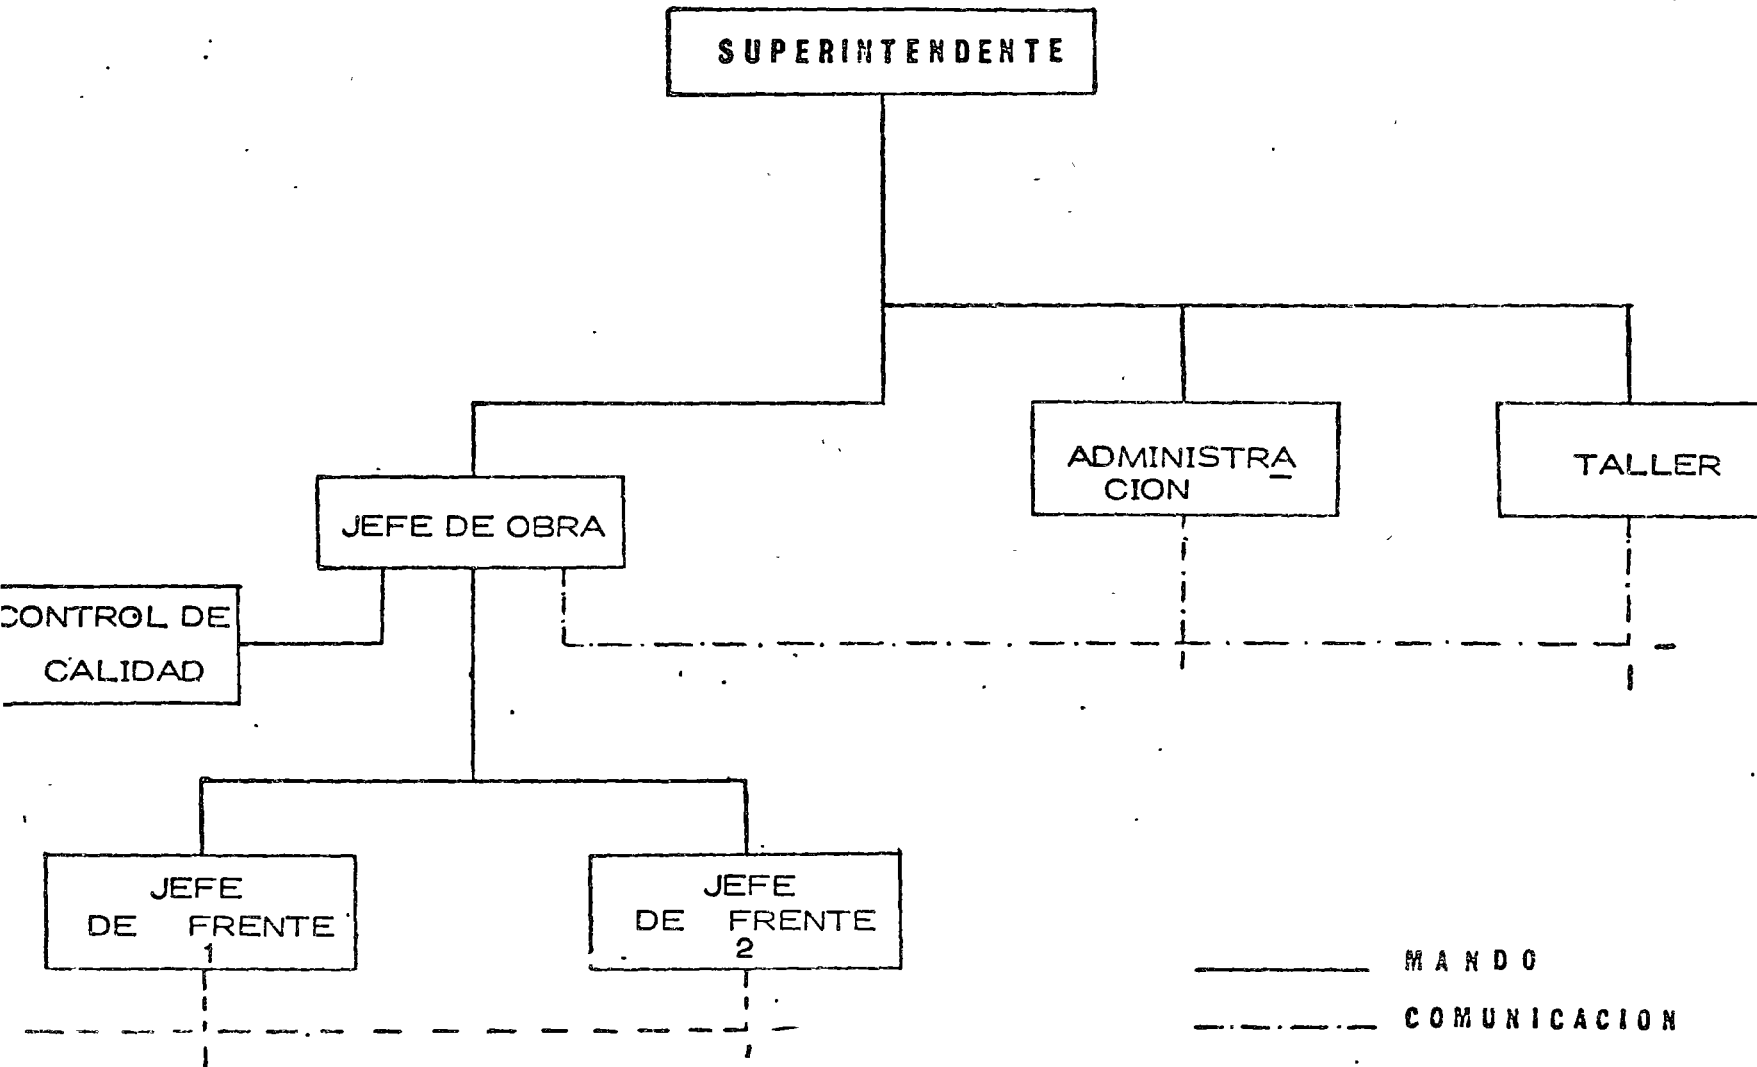 SUPERINTENDENTE
ADMINISTRA
CION
TALLER
JEFE DE OBRA
CONTROL DE
CALIDAD
JEFE
DE FRENTE
1
JEFE
DE FRENTE
2
MANDO
COMUNICACION